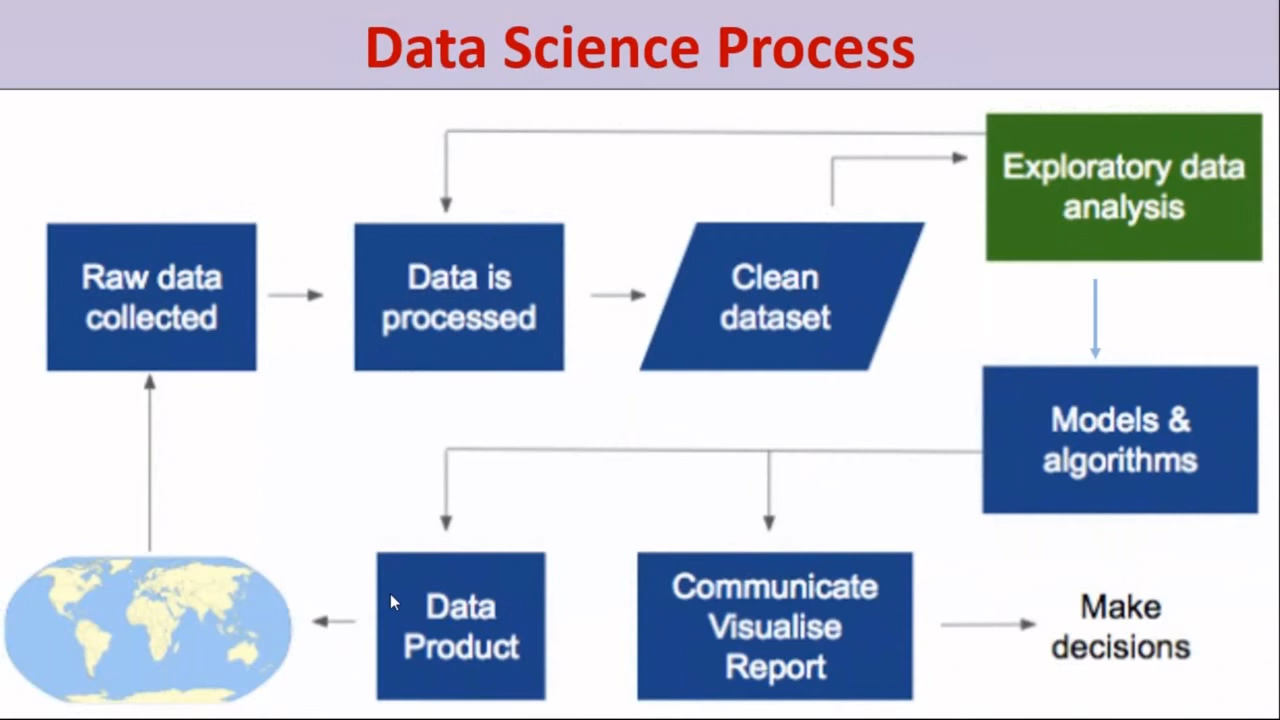 Data Science Process
Exploratory data
analysis
Raw data
collected
Data is
processed
Clean
dataset
Models &
algorithms
Data
Product
Communicate
Visualise
Report
Make
decisions